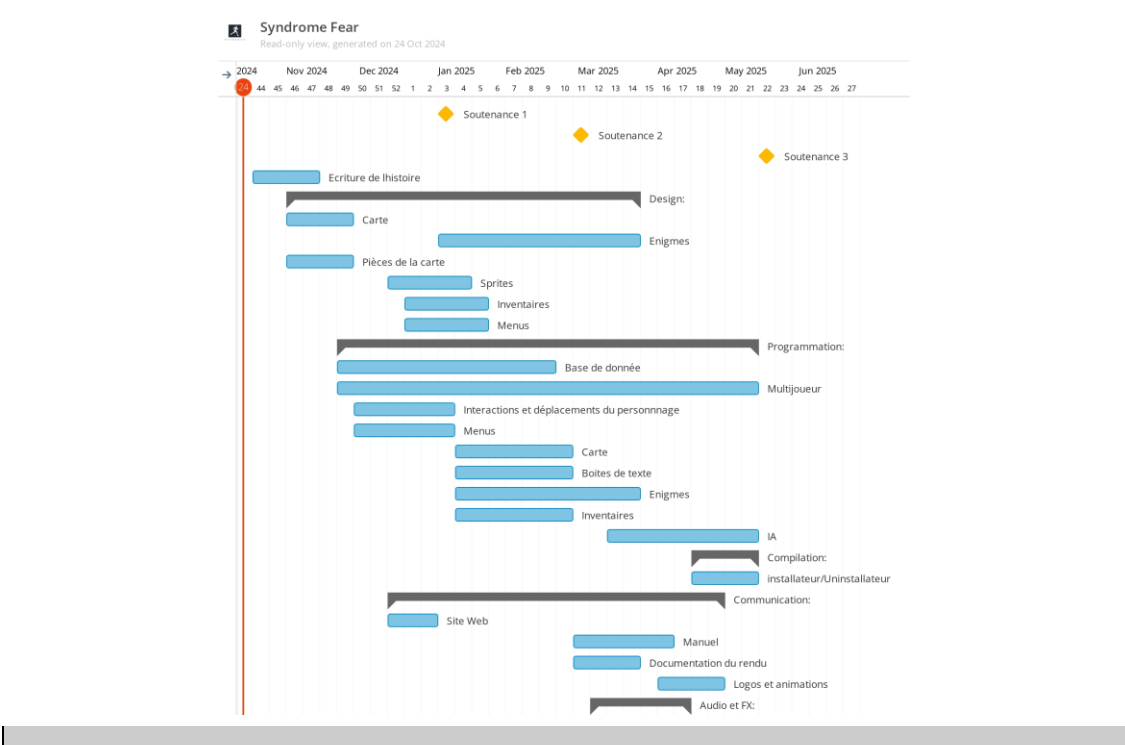 Syndrome Fear
Read-only view, generated on 24 Oct 2024
2024 Nov 2024 Dec 2024 Jan 2025 Feb 2025 Mar 2025 Apr 2025 May 2025 Jun 2025
24 44 45 46 47 48 49 50 51 52 1 2 3 4 5 6 7 8 9 10 11 12 13 14 15 16 17 18 19 20 21 22 23 24 25 26 27
Soutenance 1
Soutenance 2
Soutenance 3
Ecriture de lhistoire
Design:
Carte
Enigmes
Pièces de la carte
Sprites
Inventaires
Menus
Programmation:
Base de donnée
Multijoueur
Interactions et déplacements du personnnage
Menus
Carte
Boites de texte
Enigmes
Inventaires
IA
Compilation:
installateur/Uninstallateur
Communication:
Site Web
Manuel
Documentation du rendu
Logos et animations
Audio et FX: